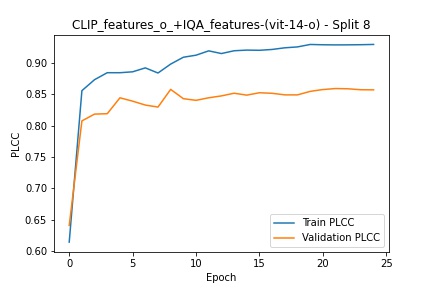 CLIP_features_o_+IQA_features-(vit-14-o) - Split 8
PLCC
0.90
0.85
0.80
0.75
0.70
0.65
0.60
Train PLCC
Validation PLCC
0 5 10 15 20 25
Epoch